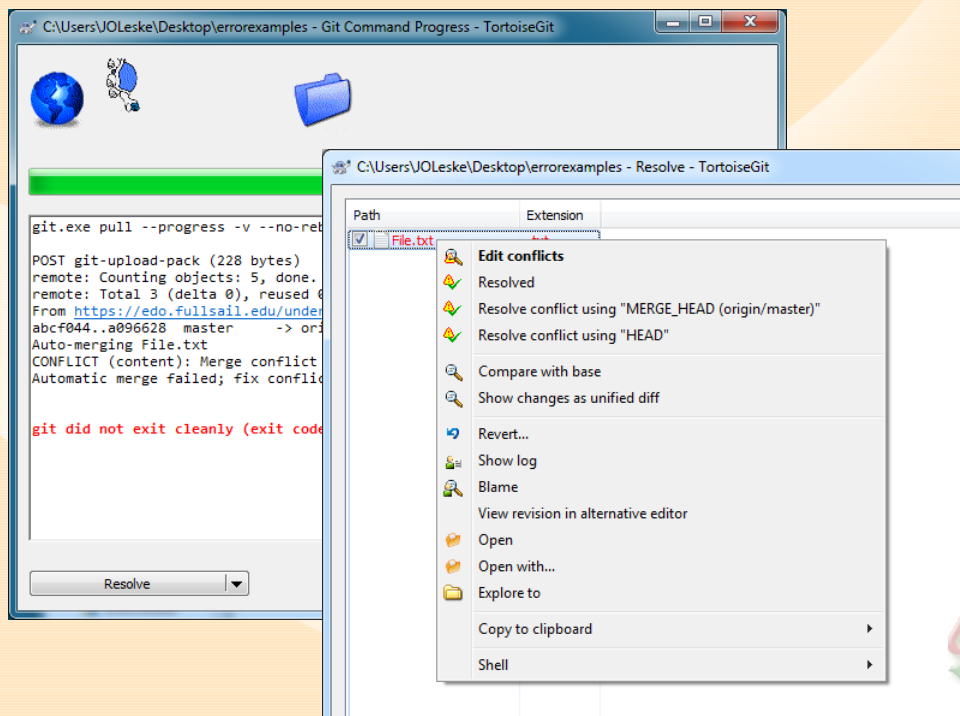 C:\Users\JOLeske\Desktop\errorexamples - Git Command Progress - TortoiseGit
git.exe pull --progress -v --no-reb
POST git-upload-pack (228 bytes)
remote: Counting objects: 5, done.
remote: Total 3 (delta 0), reused
From https://edo.fullsail.edu/under
abcf044..a096628 master -> ori
Auto-merging File.txt
CONFLICT (content): Merge conflict
Automatic merge failed; fix conflic
git did not exit cleanly (exit code
Resolve
C:\Users\JOLeske\Desktop\errorexamples - Resolve - TortoiseGit
Path Extension
File.txt .txt
Edit conflicts
Resolved
Resolve conflict using "MERGE_HEAD (origin/master)"
Resolve conflict using "HEAD"
Compare with base
Show changes as unified diff
Revert...
Show log
Blame
View revision in alternative editor
Open
Open with...
Explore to
Copy to clipboard
Shell